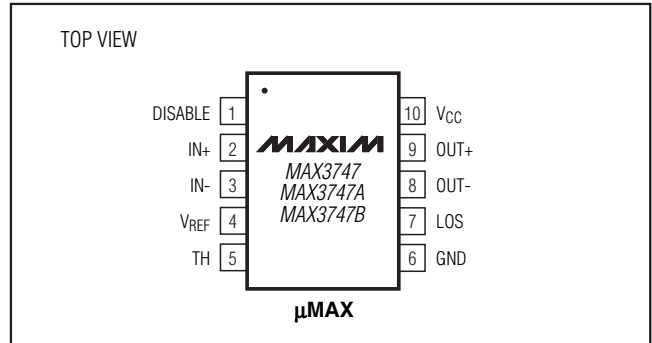 TOP VIEW
DISABLE 1
IN+ 2
IN- 3
VREF 4
TH 5
MAXIM
MAX3747
MAX3747A
MAX3747B
10 VCC
9 OUT+
8 OUT-
7 LOS
6 GND
μMAX